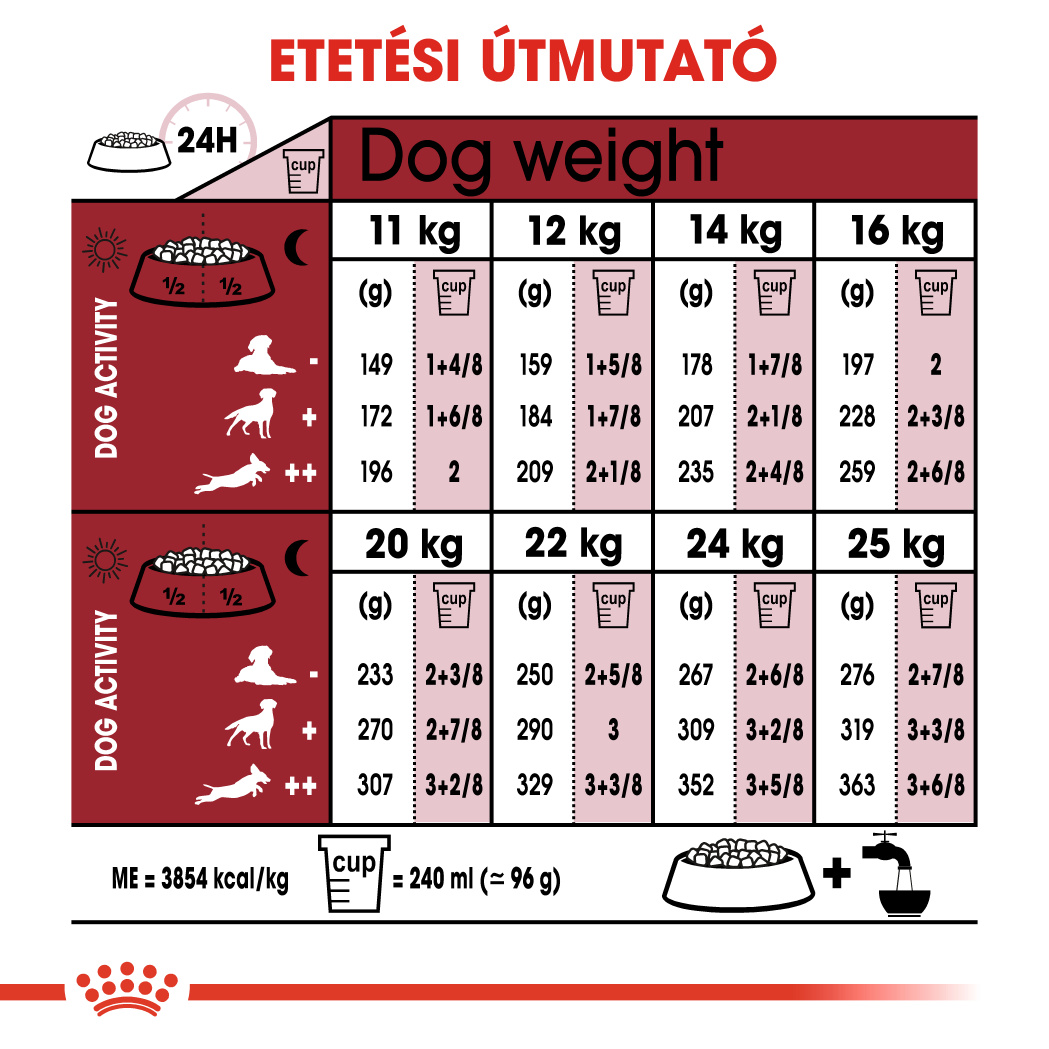 ETETÉSI ÚTMUTATÓ
24H
cup
Dog weight
11 kg 12 kg 14 kg 16 kg
½ ½
(g) cup (g) cup (g) cup (g) cup
DOG ACTIVITY
- 149 1+4/8 159 1+5/8 178 1+7/8 197 2
+ 172 1+6/8 184 1+7/8 207 2+1/8 228 2+3/8
++ 196 2 209 2+1/8 235 2+4/8 259 2+6/8
20 kg 22 kg 24 kg 25 kg
½ ½
(g) cup (g) cup (g) cup (g) cup
DOG ACTIVITY
- 233 2+3/8 250 2+5/8 267 2+6/8 276 2+7/8
+ 270 2+7/8 290 3 309 3+2/8 319 3+3/8
++ 307 3+2/8 329 3+3/8 352 3+5/8 363 3+6/8
ME = 3854 kcal/kg cup = 240 ml (≃ 96 g) +